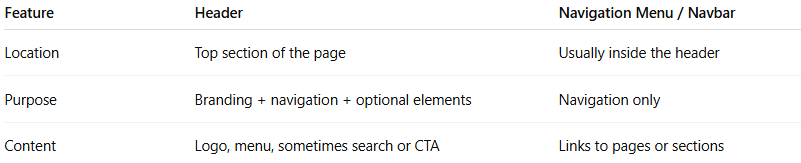 Feature Header Navigation Menu / Navbar
Location Top section of the page Usually inside the header
Purpose Branding + navigation + optional elements Navigation only
Content Logo, menu, sometimes search or CTA Links to pages or sections